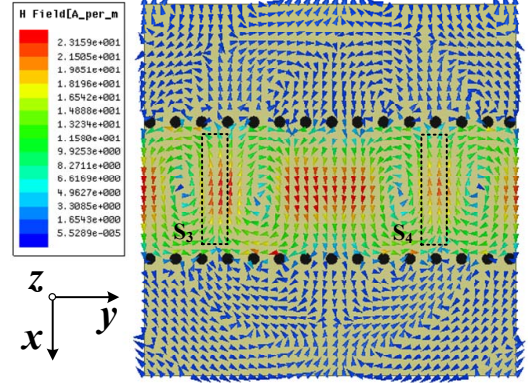 H Field[A_per_m
2.3159e+001
2.1505e+001
1.9851e+001
1.8196e+001
1.6542e+001
1.4888e+001
1.3234e+001
1.1580e+001
9.9253e+000
8.2711e+000
6.6169e+000
4.9627e+000
3.3085e+000
1.6543e+000
5.5289e-005
S3
S4
z
y
x